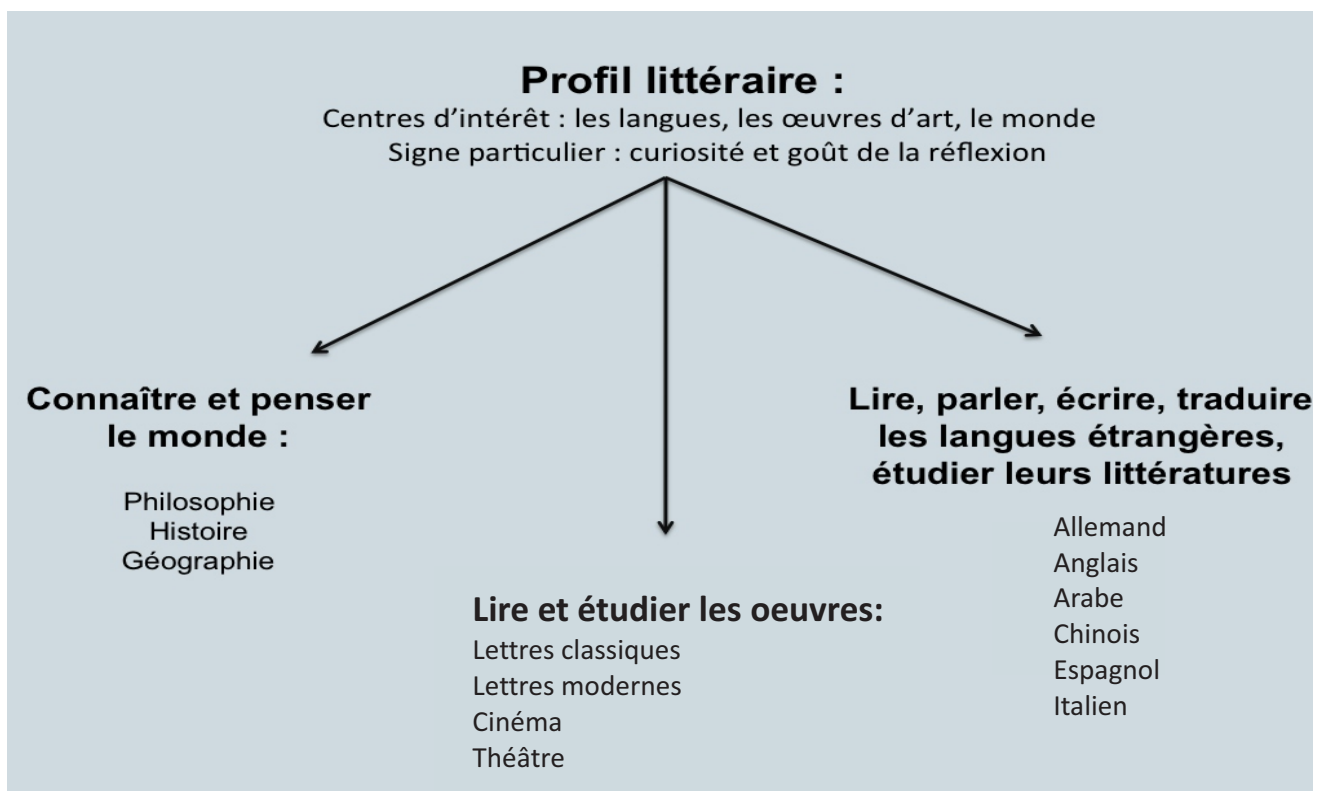 Profil littéraire :
Centres d'intérêt : les langues, les œuvres d'art, le monde
Signe particulier : curiosité et goût de la réflexion
Connaître et penser
le monde :
Philosophie
Histoire
Géographie
Lire et étudier les oeuvres:
Lettres classiques
Lettres modernes
Cinéma
Théâtre
Lire, parler, écrire, traduire
les langues étrangères,
étudier leurs littératures
Allemand
Anglais
Arabe
Chinois
Espagnol
Italien